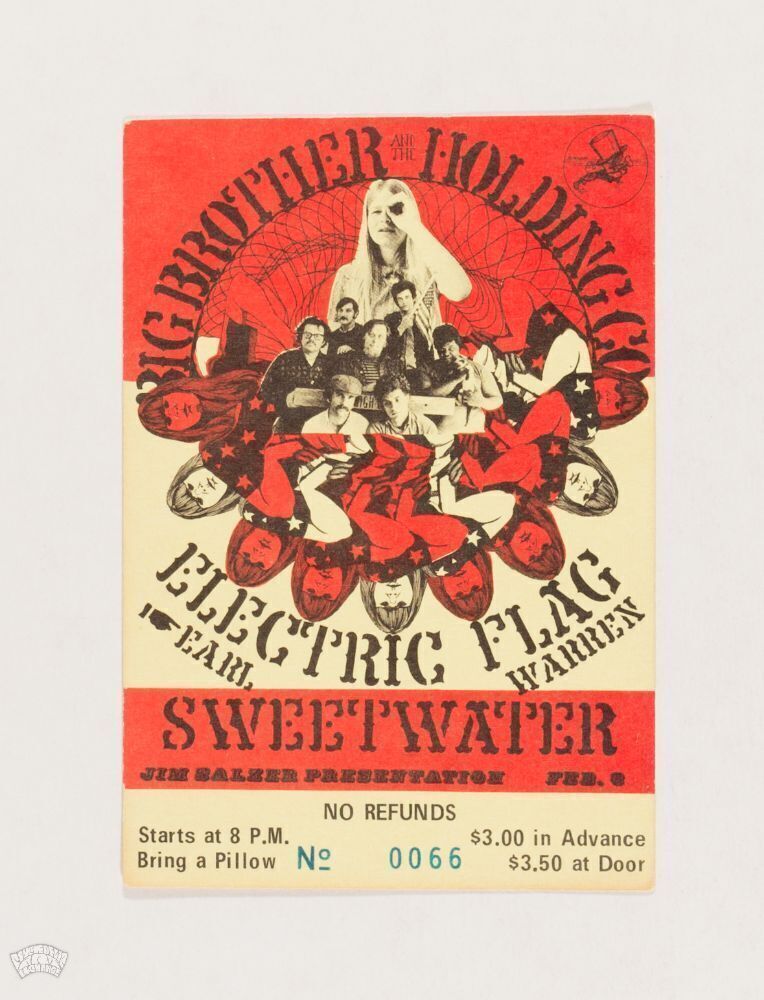 BIG BROTHER AND THE HOLDING CO
ELECTRIC FLAG
EARL WARREN
SWEETWATER
JIM SALZER PRESENTATION FEB. 3
NO REFUNDS
Starts at 8 P.M. $3.00 in Advance
Bring a Pillow Nº 0066 $3.50 at Door